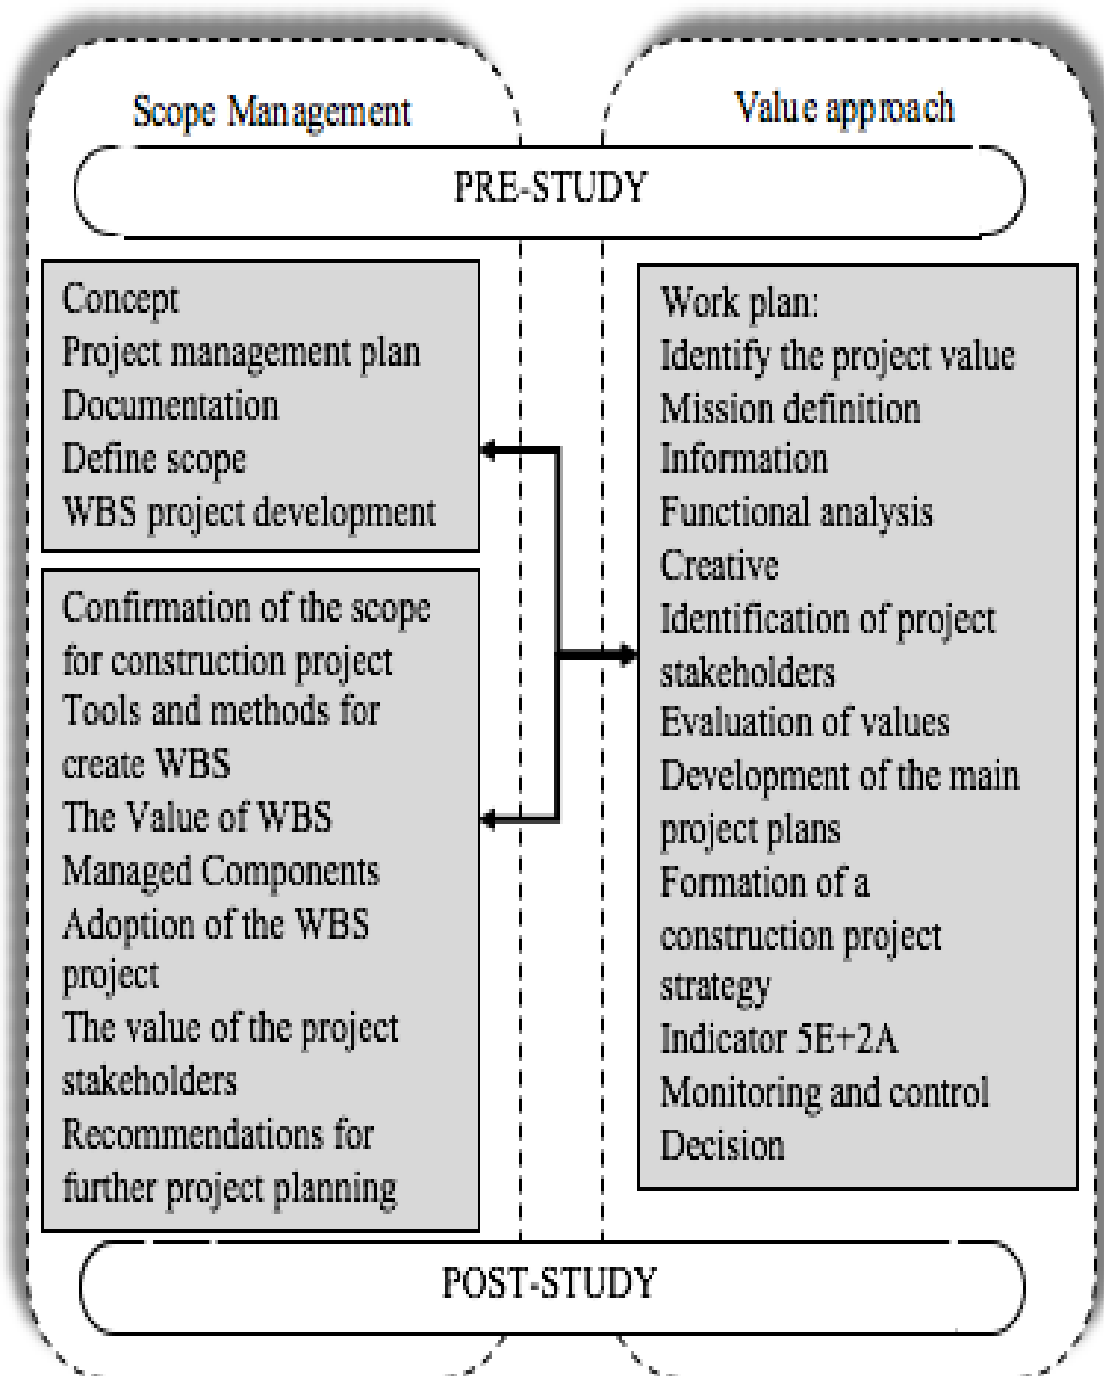 Scope Management
Value approach
PRE-STUDY
Concept
Project management plan
Documentation
Define scope
WBS project development
Confirmation of the scope
for construction project
Tools and methods for
create WBS
The Value of WBS
Managed Components
Adoption of the WBS
project
The value of the project
stakeholders
Recommendations for
further project planning
Work plan:
Identify the project value
Mission definition
Information
Functional analysis
Creative
Identification of project
stakeholders
Evaluation of values
Development of the main
project plans
Formation of a
construction project
strategy
Indicator 5E+2A
Monitoring and control
Decision
POST-STUDY